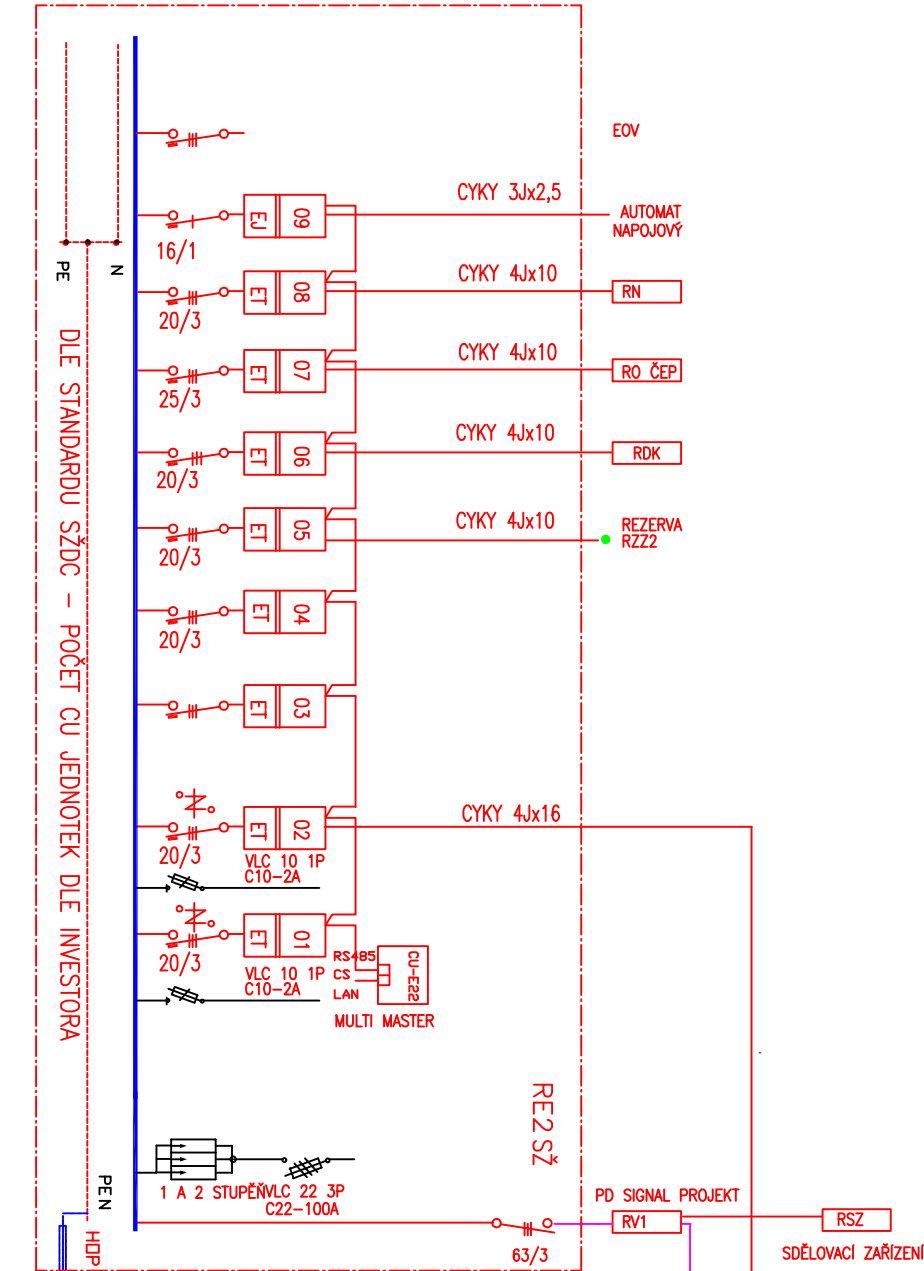 EOV
CYKY 3Jx2,5
09
EJ
AUTOMAT
NAPOJOVÝ
16/1
PE
N
CYKY 4Jx10
08
ET
RN
20/3
CYKY 4Jx10
07
ET
RO ČEP
25/3
CYKY 4Jx10
06
ET
RDK
20/3
CYKY 4Jx10
05
ET
REZERVA
RZZ2
20/3
04
ET
20/3
03
ET
CYKY 4Jx16
02
ET
20/3
VLC 10 1P
C10-2A
01
ET
20/3
VLC 10 1P
C10-2A
RS485
CS
LAN
CU-E22
MULTI MASTER
DLE STANDARDU SŽDC - POČET CU JEDNOTEK DLE INVESTORA
RE2 SŽ
1 A 2 STUPĚŇ
VLC 22 3P
C22-100A
PEN
HOP
63/3
PD SIGNAL PROJEKT
RV1
RSZ
SDĚLOVACÍ ZAŘÍZENÍ